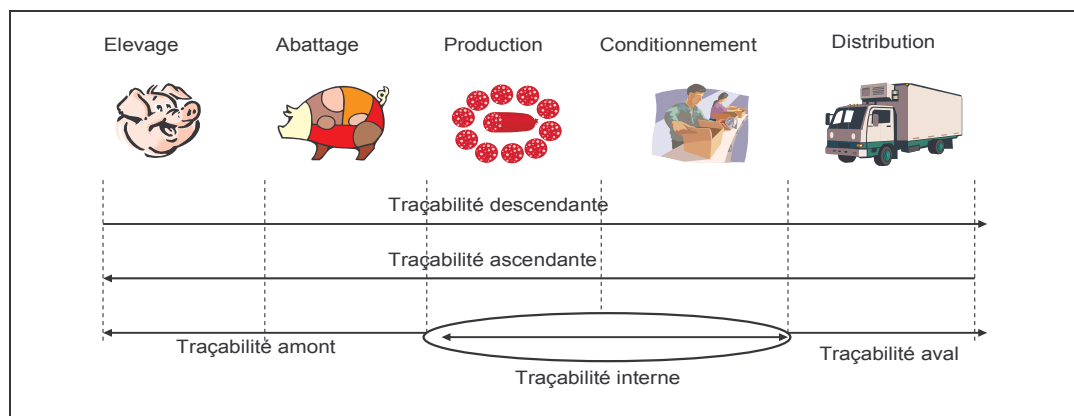 Elevage
Abattage
Production
Conditionnement
Distribution
Traçabilité descendante
Traçabilité ascendante
Traçabilité amont
Traçabilité interne
Traçabilité aval